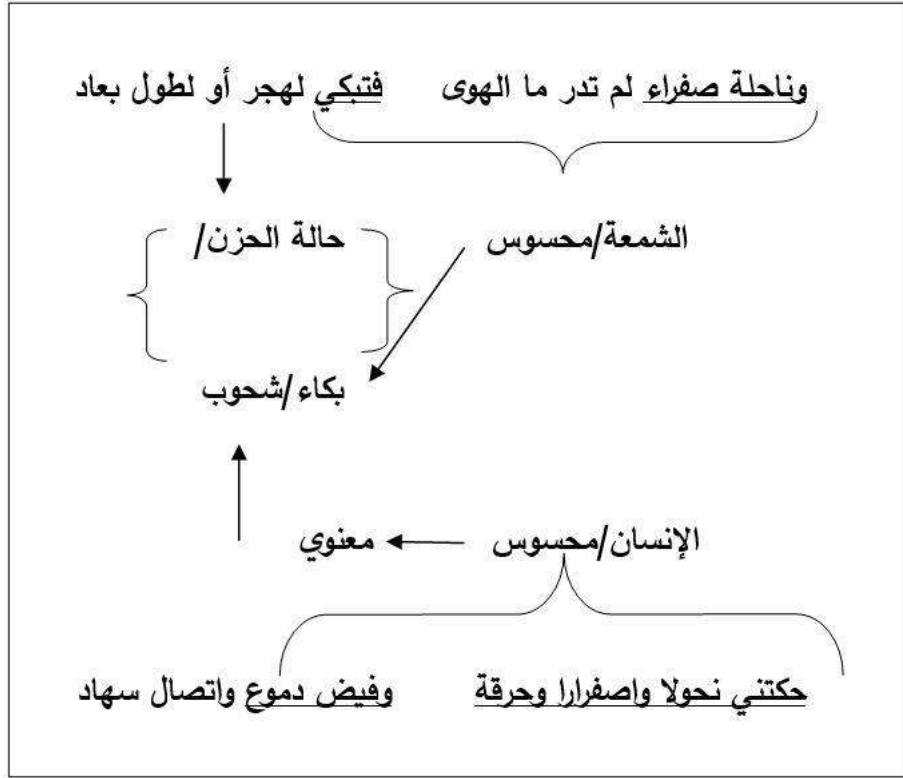 وناحلة صفراء لم تدر ما الهوى فتبكي لهجر أو لطول بعاد
الشمعة/محسوس حالة الحزن/
بكاء/شحوب
الإنسان/محسوس معنوي
حكتني نحولا واصفرارا وحرقة وفيض دموع واتصال سهاد